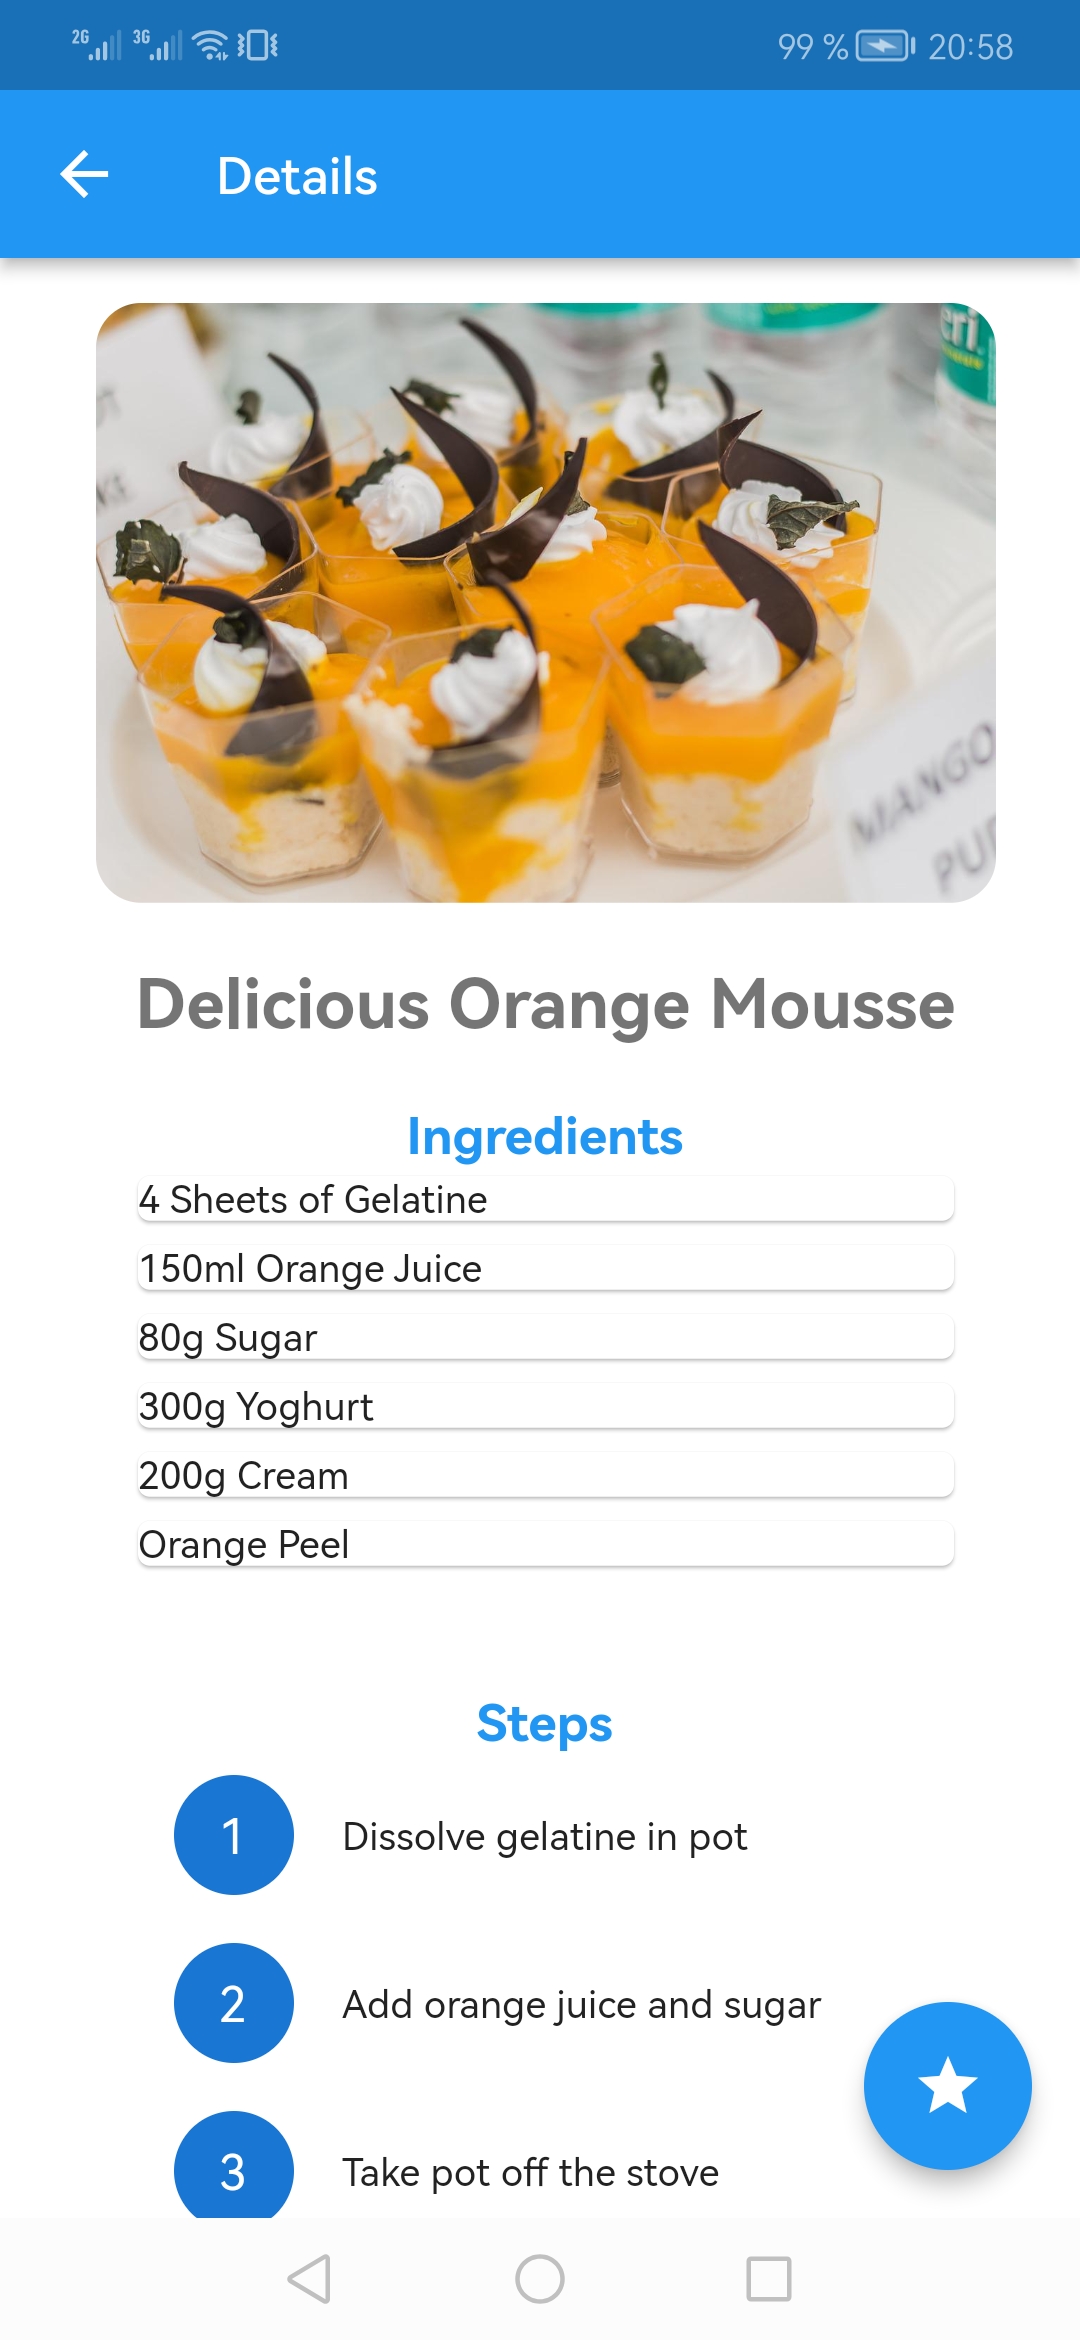 2G 3G 99 % 20:58
Details
eri
MANGO
Delicious Orange Mousse
Ingredients
4 Sheets of Gelatine
150ml Orange Juice
80g Sugar
300g Yoghurt
200g Cream
Orange Peel
Steps
1 Dissolve gelatine in pot
2 Add orange juice and sugar
3 Take pot off the stove